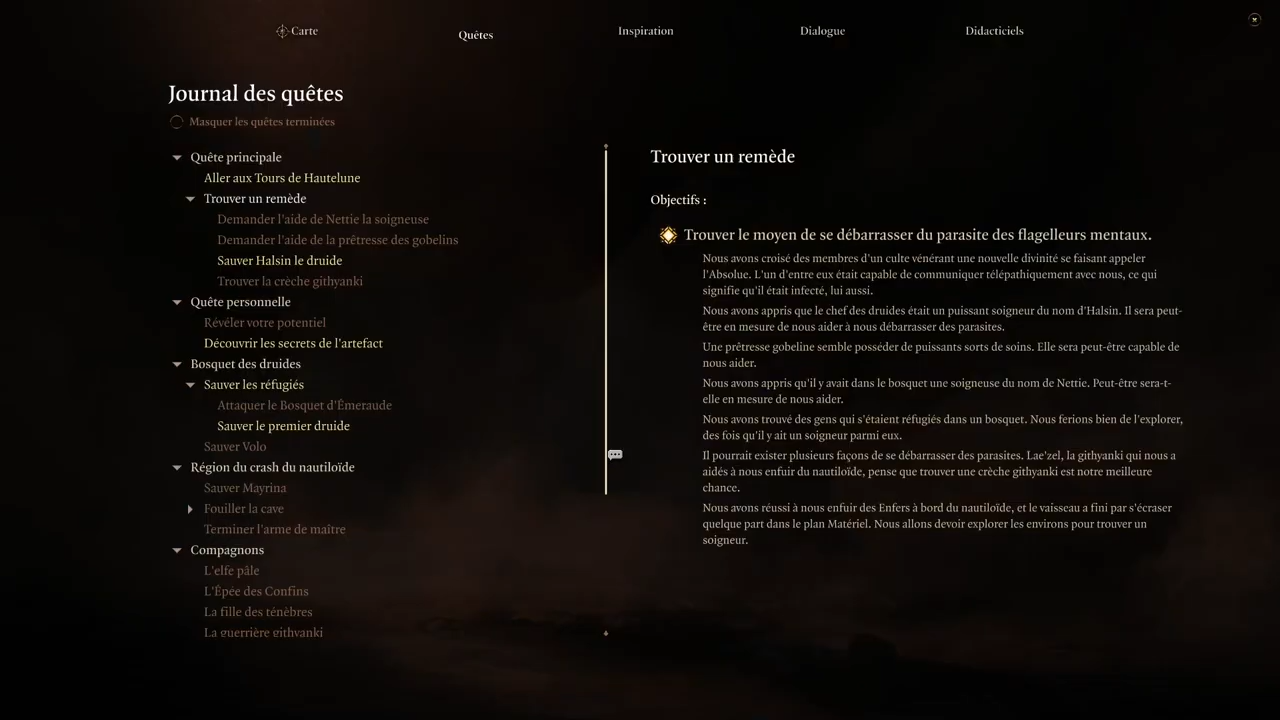 Carte
Quêtes
Inspiration
Dialogue
Didacticiels
Journal des quêtes
Masquer les quêtes terminées
Quête principale
Aller aux Tours de Hautelune
Trouver un remède
Demander l'aide de Nettie la soigneuse
Demander l'aide de la prêtresse des gobelins
Sauver Halsin le druide
Trouver la crèche githyanki
Quête personnelle
Révéler votre potentiel
Découvrir les secrets de l'artefact
Bosquet des druides
Sauver les réfugiés
Attaquer le Bosquet d'Émeraude
Sauver le premier druide
Sauver Volo
Région du crash du nautiloïde
Sauver Mayrina
Fouiller la cave
Terminer l'arme de maître
Compagnons
L'elfe pâle
L'Épée des Confins
La fille des ténèbres
La guerrière githyanki
Trouver un remède
Objectifs :
Trouver le moyen de se débarrasser du parasite des flagelleurs mentaux.
Nous avons croisé des membres d'un culte vénérant une nouvelle divinité se faisant appeler
l'Absolue. L'un d'entre eux était capable de communiquer télépathiquement avec nous, ce qui
signifie qu'il était infecté, lui aussi.
Nous avons appris que le chef des druides était un puissant soigneur du nom d'Halsin. Il sera peut-
être en mesure de nous aider à nous débarrasser des parasites.
Une prêtresse gobeline semble posséder de puissants sorts de soins. Elle sera peut-être capable de
nous aider.
Nous avons appris qu'il y avait dans le bosquet une soigneuse du nom de Nettie. Peut-être sera-t-
elle en mesure de nous aider.
Nous avons trouvé des gens qui s'étaient réfugiés dans un bosquet. Nous ferions bien de l'explorer,
des fois qu'il y ait un soigneur parmi eux.
Il pourrait exister plusieurs façons de se débarrasser des parasites. Lae'zel, la githyanki qui nous a
aidés à nous enfuir du nautiloïde, pense que trouver une crèche githyanki est notre meilleure
chance.
Nous avons réussi à nous enfuir des Enfers à bord du nautiloïde, et le vaisseau a fini par s'écraser
quelque part dans le plan Matériel. Nous allons devoir explorer les environs pour trouver un
soigneur.